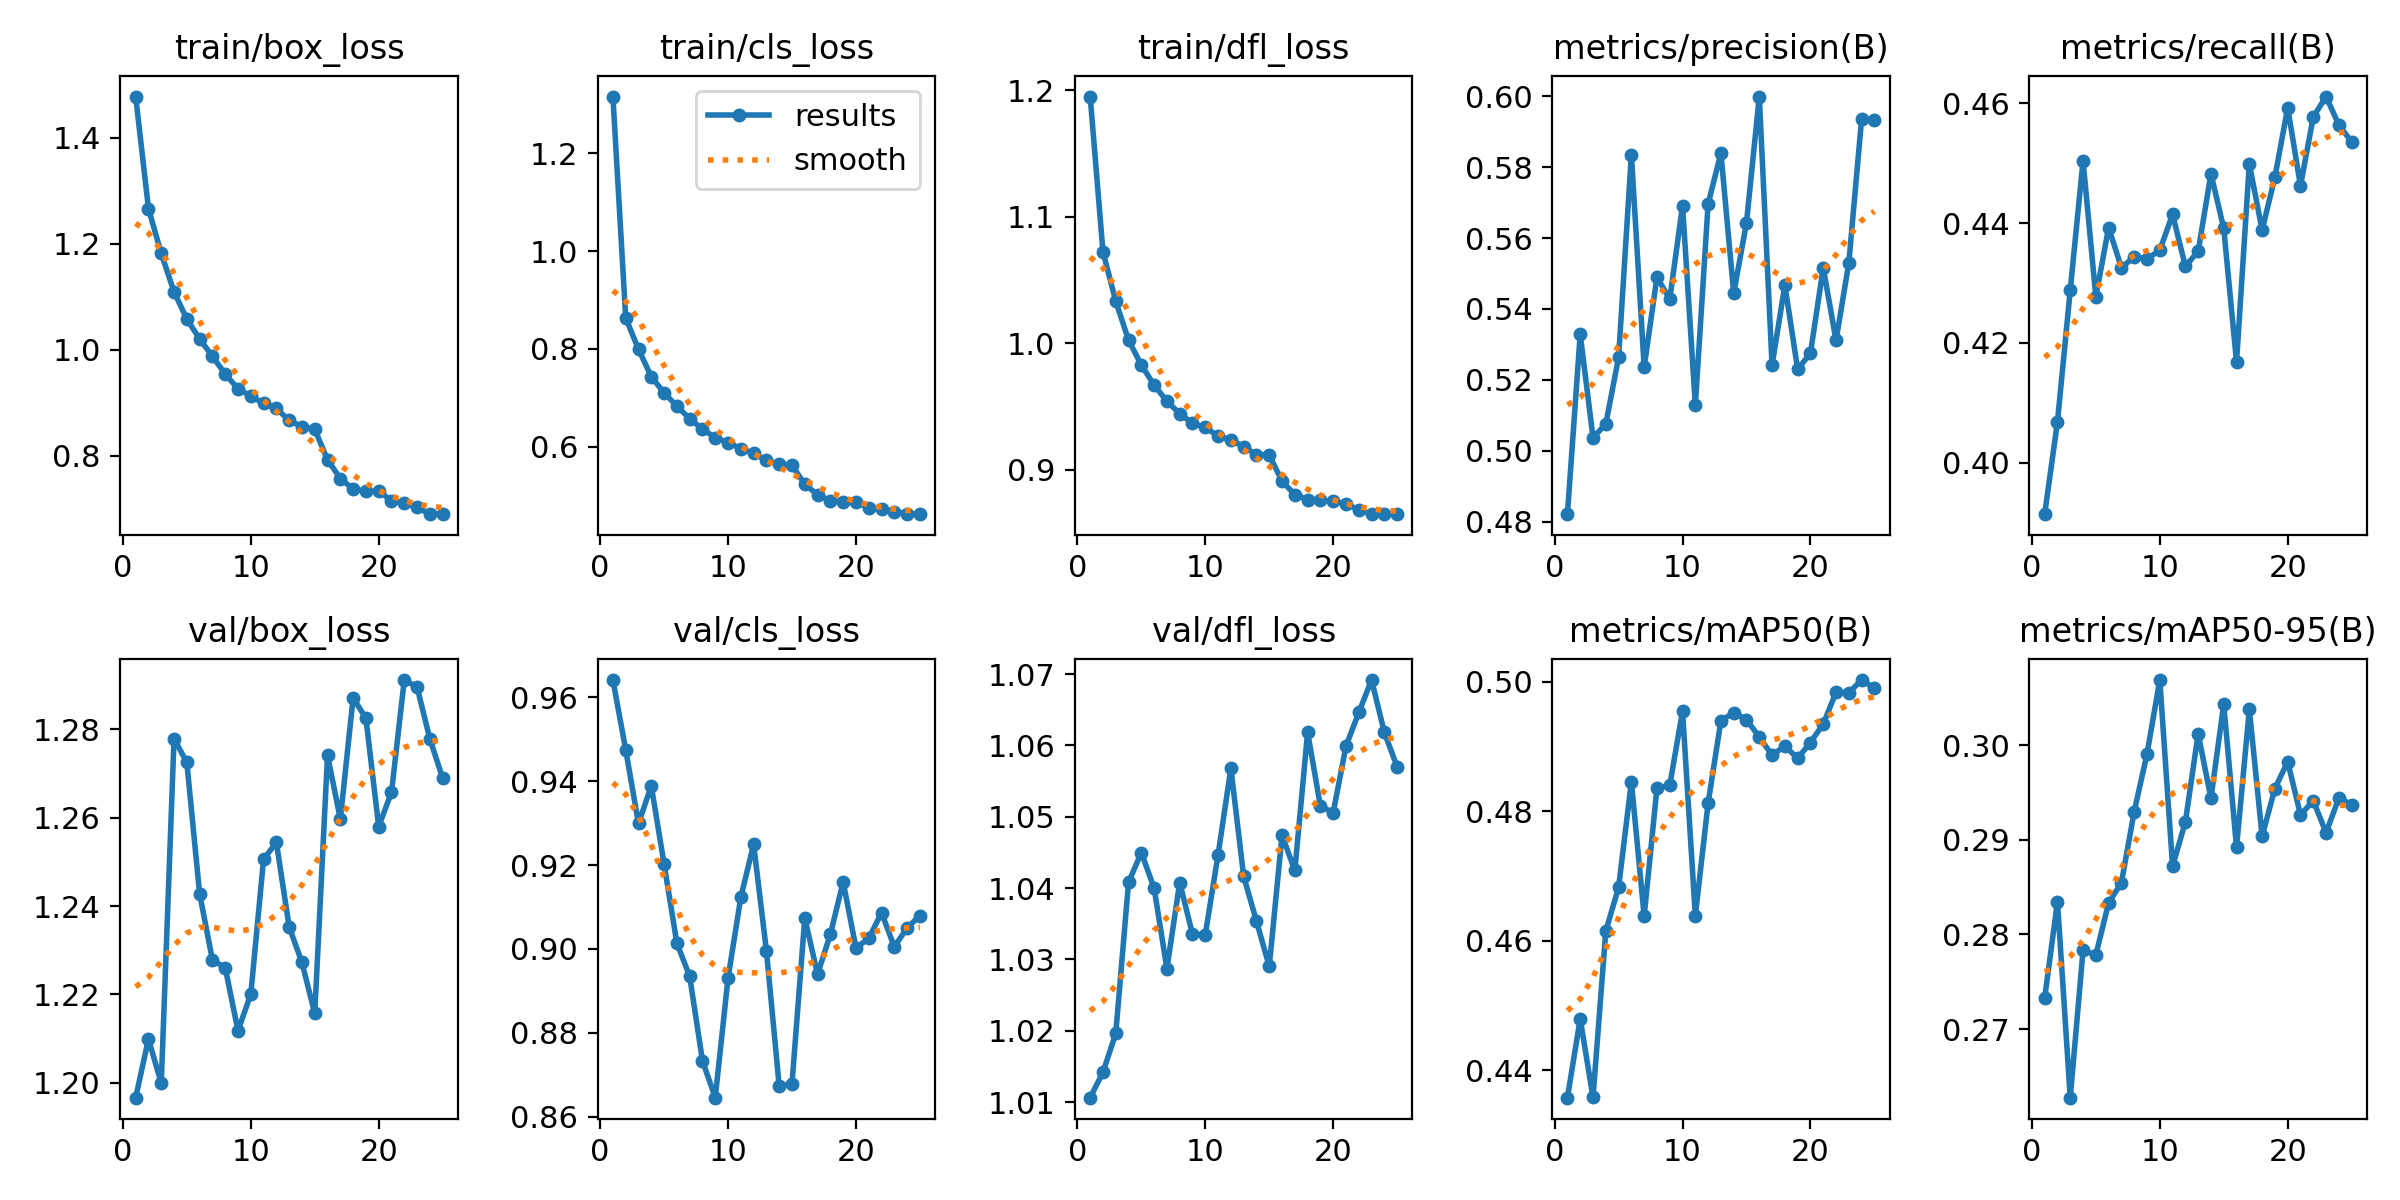 train/box_loss
1.4
1.2
1.0
0.8
0 10 20
train/cls_loss
results
smooth
1.2
1.0
0.8
0.6
0 10 20
train/dfl_loss
1.2
1.1
1.0
0.9
0 10 20
metrics/precision(B)
0.60
0.58
0.56
0.54
0.52
0.50
0.48
0 10 20
metrics/recall(B)
0.46
0.44
0.42
0.40
0 10 20
val/box_loss
1.28
1.26
1.24
1.22
1.20
0 10 20
val/cls_loss
0.96
0.94
0.92
0.90
0.88
0.86
0 10 20
val/dfl_loss
1.07
1.06
1.05
1.04
1.03
1.02
1.01
0 10 20
metrics/mAP50(B)
0.50
0.48
0.46
0.44
0 10 20
metrics/mAP50-95(B)
0.30
0.29
0.28
0.27
0 10 20